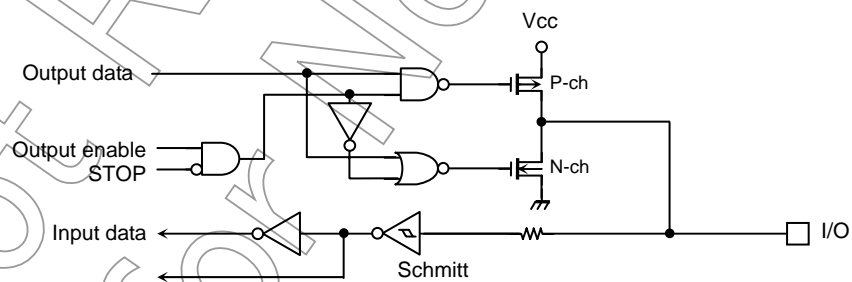 Vcc
Output data
P-ch
Output enable
STOP
N-ch
Input data
I/O
Schmitt